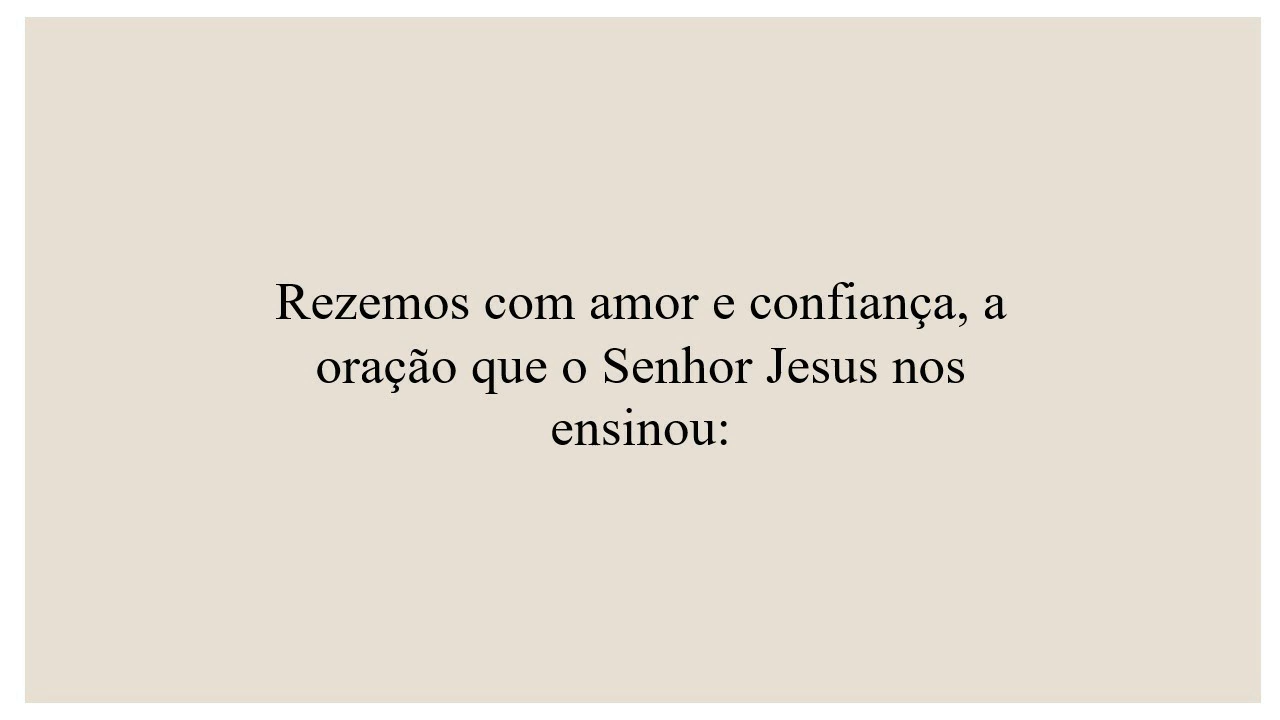 Rezemos com amor e confiança, a
oração que o Senhor Jesus nos
ensinou: